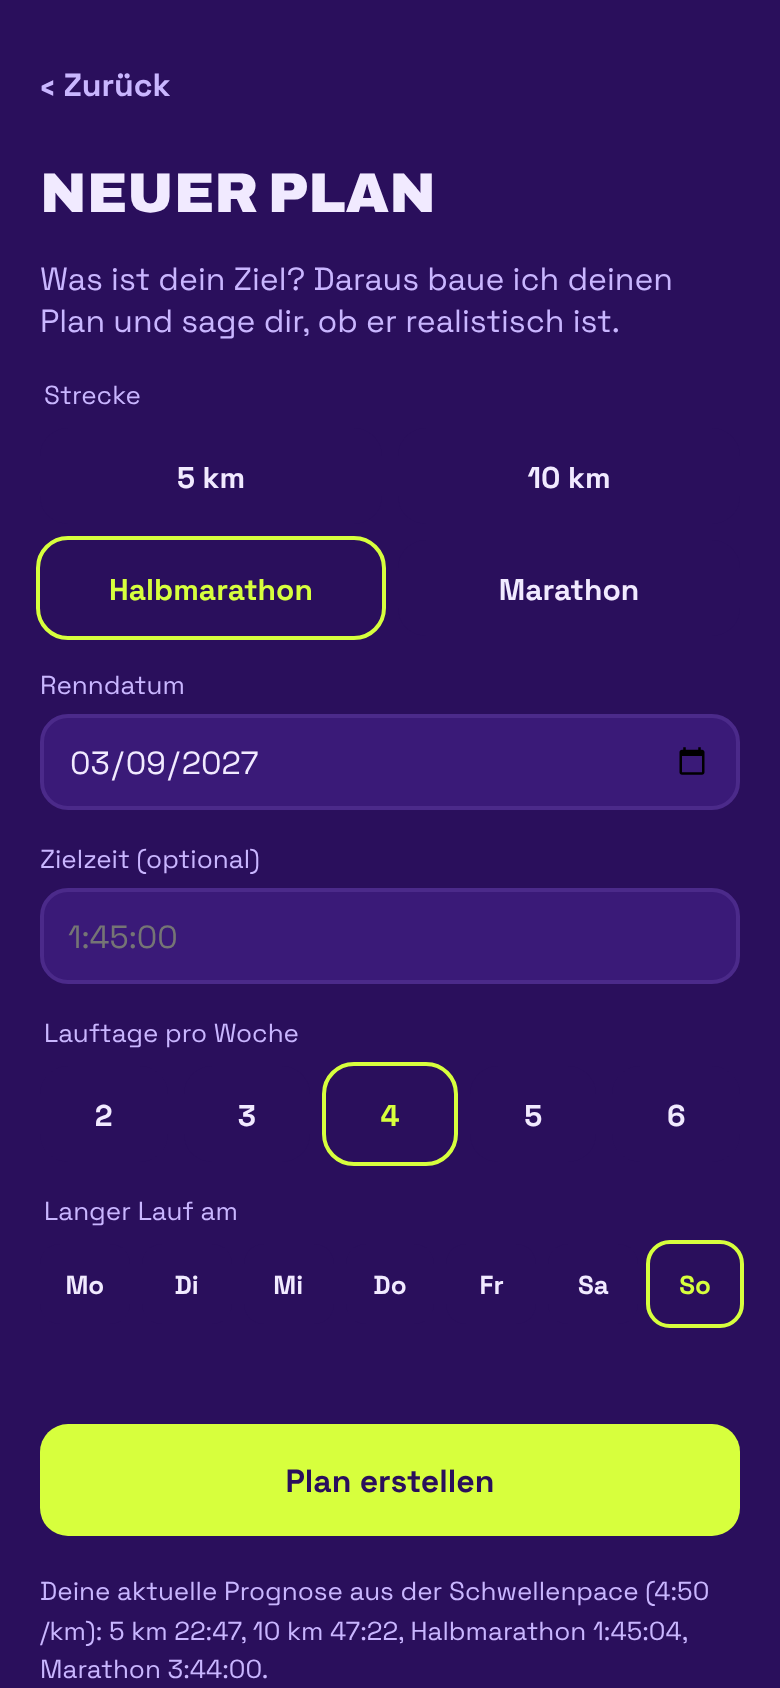 < Zurück
NEUER PLAN
Was ist dein Ziel? Daraus baue ich deinen
Plan und sage dir, ob er realistisch ist.
Strecke
5 km
10 km
Halbmarathon
Marathon
Renndatum
03/09/2027
Zielzeit (optional)
1:45:00
Lauftage pro Woche
2 3 4 5 6
Langer Lauf am
Mo Di Mi Do Fr Sa So
Plan erstellen
Deine aktuelle Prognose aus der Schwellenpace (4:50
/km): 5 km 22:47, 10 km 47:22, Halbmarathon 1:45:04,
Marathon 3:44:00.